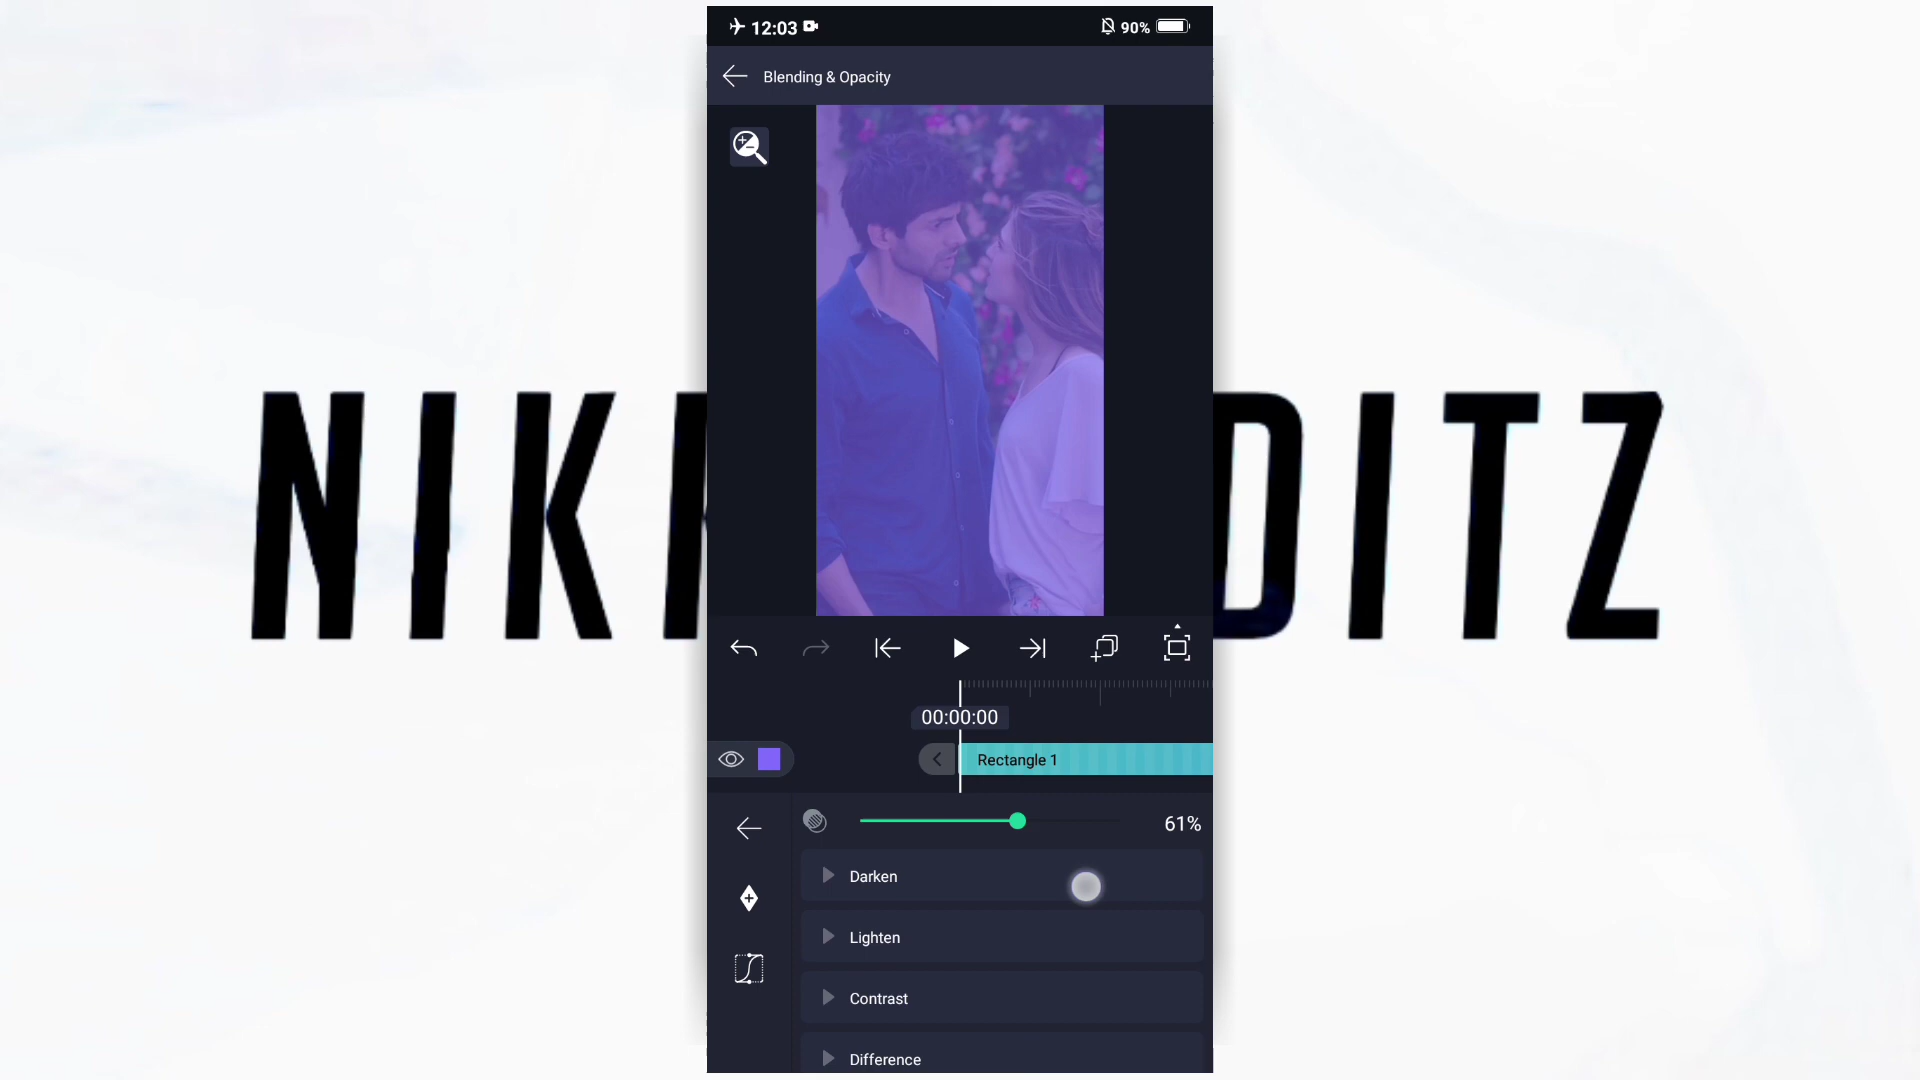 12:03
90%
Blending & Opacity
NIKK
DITZ
00:00:00
Rectangle 1
61%
Darken
Lighten
Contrast
Difference